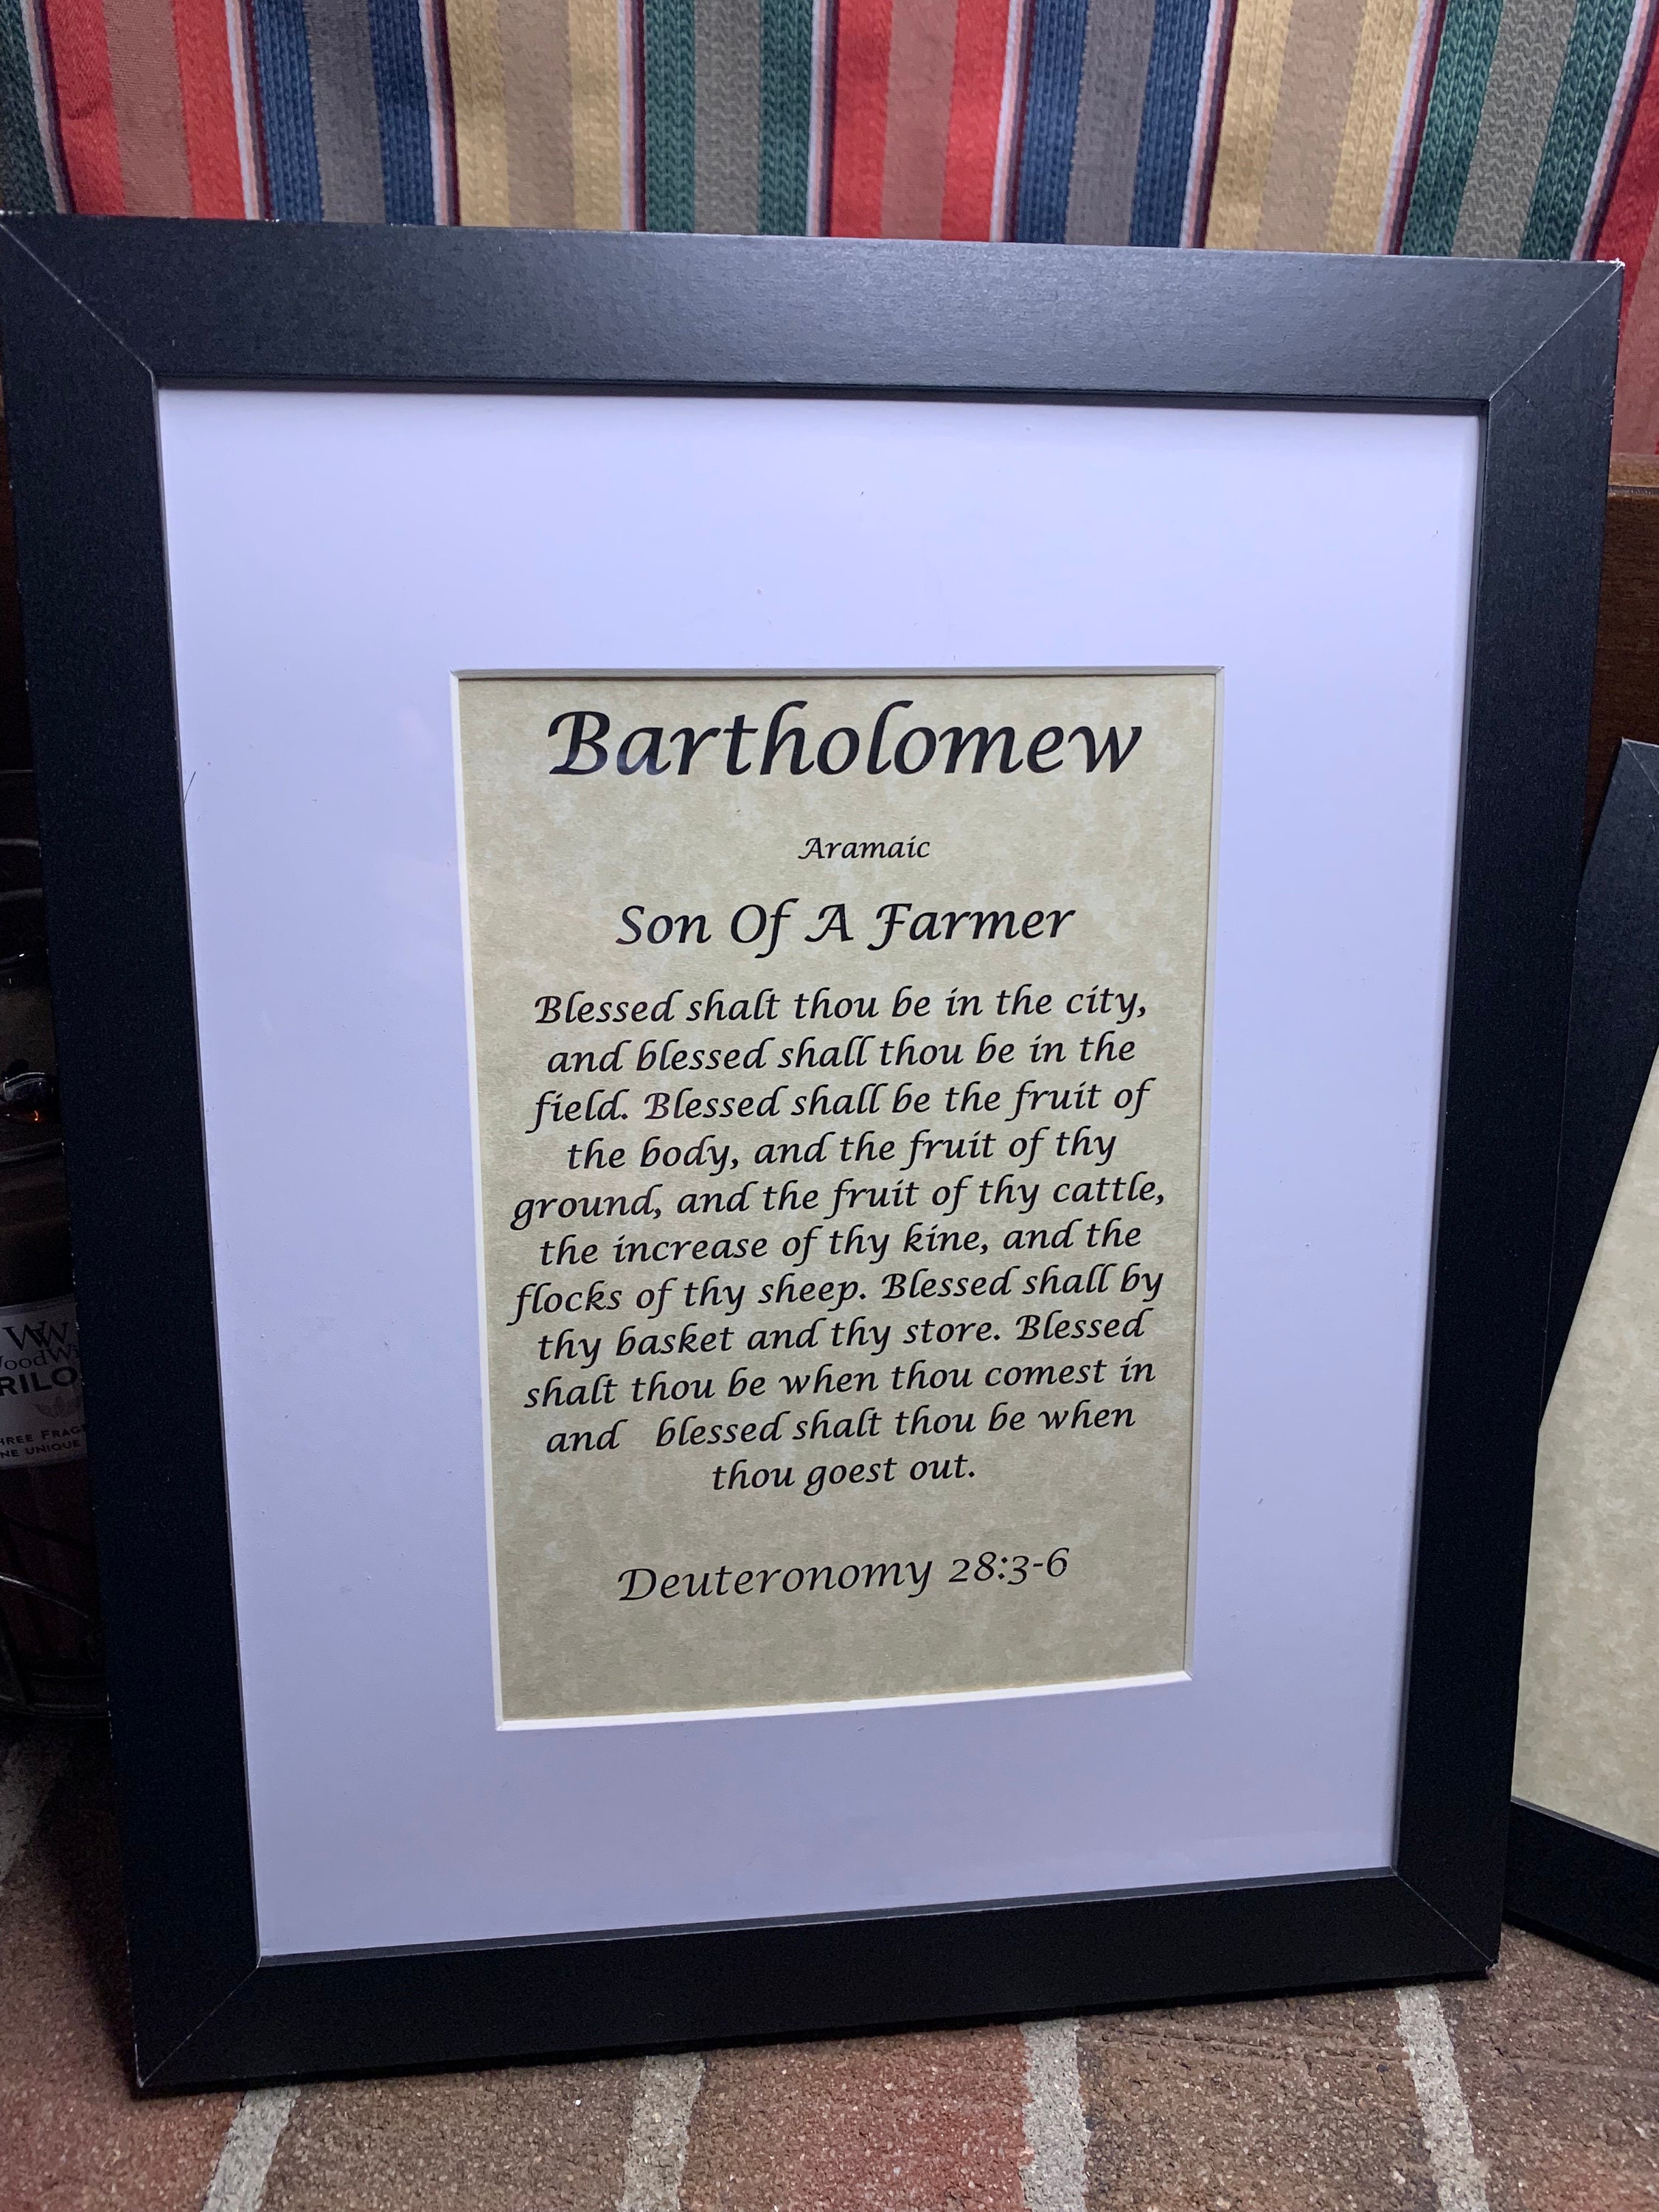 Bartholomew
Aramaic
Son Of A Farmer
Blessed shalt thou be in the city,
and blessed shall thou be in the
field. Blessed shall be the fruit of
the body, and the fruit of thy
ground, and the fruit of thy cattle,
the increase of thy kine, and the
flocks of thy sheep. Blessed shall by
thy basket and thy store. Blessed
shalt thou be when thou comest in
and blessed shalt thou be when
thou goest out.
Deuteronomy 28:3-6
WW